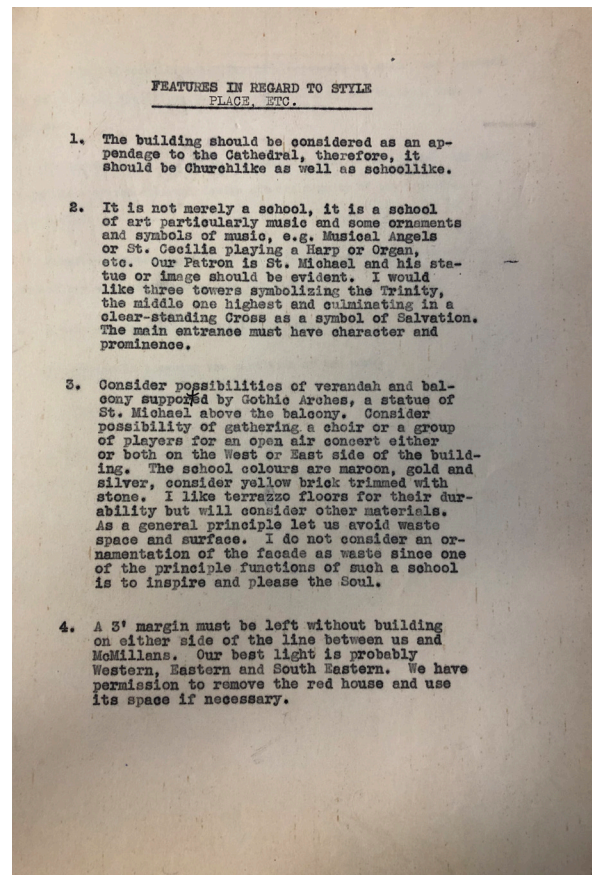 FEATURES IN REGARD TO STYLE
PLACE, ETC.
1. The building should be considered as an ap-
pendage to the Cathedral, therefore, it
should be Churchlike as well as schoollike.
2. It is not merely a school, it is a school
of art particularly music and some ornaments
and symbols of music, e.g. Musical Angels
or St. Cecilia playing a Harp or Organ,
etc. Our Patron is St. Michael and his sta-
tue or image should be evident. I would
like three towers symbolizing the Trinity,
the middle one highest and culminating in a
clear-standing Cross as a symbol of Salvation.
The main entrance must have character and
prominence.
3. Consider possibilities of verandah and bal-
cony supported by Gothic Arches, a statue of
St. Michael above the balcony. Consider
possibility of gathering a choir or a group
of players for an open air concert either
or both on the West or East side of the build-
ing. The school colours are maroon, gold and
silver, consider yellow brick trimmed with
stone. I like terrazzo floors for their dur-
ability but will consider other materials.
As a general principle let us avoid waste
space and surface. I do not consider an or-
namentation of the facade as waste since one
of the principle functions of such a school
is to inspire and please the Soul.
4. A 3' margin must be left without building
on either side of the line between us and
McMillans. Our best light is probably
Western, Eastern and South Eastern. We have
permission to remove the red house and use
its space if necessary.